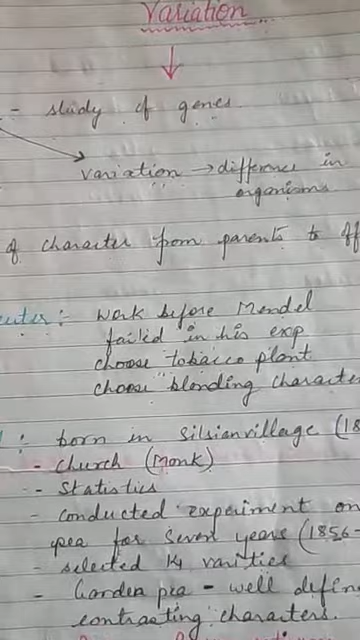 Variation
- study of genes
variation → difference in
organisms
of character from parents to
: Work before Mendel
failed in his exp
choose tobacco plant
choose blending character
: born in Silsianvillage (18
- church (Monk)
- Statistics
- conducted experiment on
pea for seven years (1856-
- selected 14 varities
- Garden pea - well defin
contrasting characters.